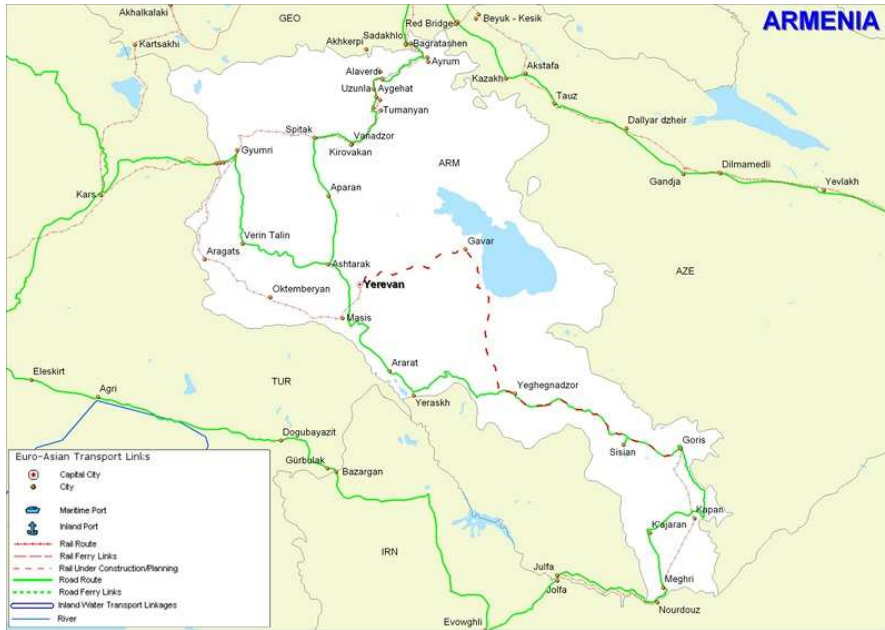 ARMENIA
Akhalkalaki
GEO
Sadakhlo
Red Bridge
Beyuk - Kesik
Kartsakhi
Akhkerpi
Bagratashen
Ayrum
Alaverdi
Akstafa
Kazakh
Uzunla
Aygehat
Tauz
Tumanyan
Spitak
Vanadzor
Dallyar dzheir
Kirovakan
Gyumri
ARM
Dilmamedli
Gandja
Yevlakh
Kars
Aparan
Verin Talin
Gavar
Aragats
Ashtarak
AZE
Yerevan
Oktemberyan
Masis
Ararat
Eleskirt
TUR
Agri
Yeghegnadzor
Yeraskh
Dogubayazit
Goris
Sisian
Gürbulak
Bazargan
Kapan
K'ajaran
IRN
Julfa
Jolfa
Meghri
Nourdouz
Evowghli
Euro-Asian Transport Links
Capital City
City
Maritime Port
Inland Port
Rail Route
Rail Ferry Links
Rail Under Construction/Planning
Road Route
Road Ferry Links
Inland Water Transport Linkages
River